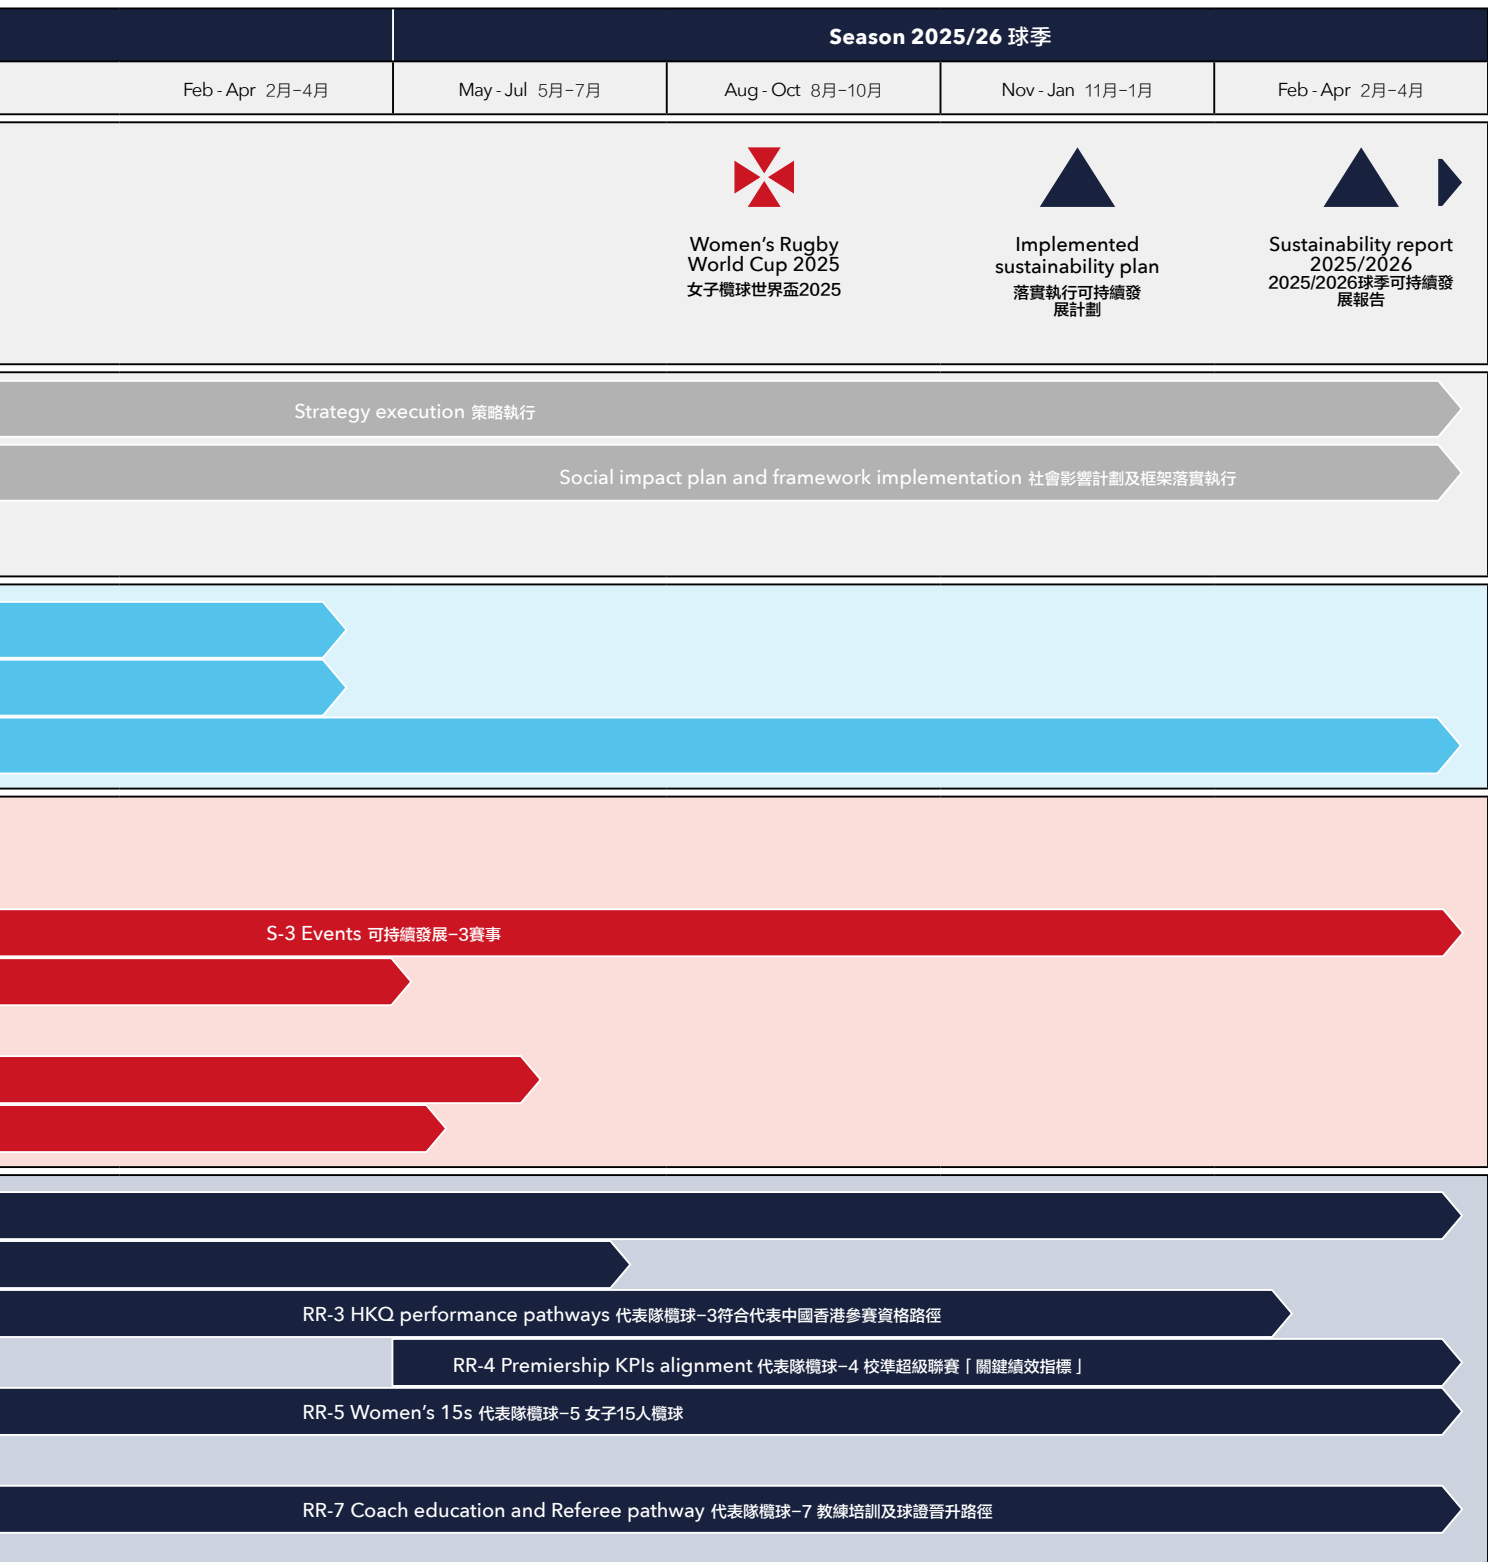 Season 2025/26 球季
Feb - Apr 2月-4月
May - Jul 5月-7月
Aug - Oct 8月-10月
Nov - Jan 11月-1月
Feb - Apr 2月-4月
Women's Rugby
World Cup 2025
女子欖球世界盃2025
Implemented
sustainability plan
落實執行可持續發
展計劃
Sustainability report
2025/2026
2025/2026球季可持續發
展報告
Strategy execution 策略執行
Social impact plan and framework implementation 社會影響計劃及框架落實執行
S-3 Events 可持續發展-3賽事
RR-3 HKQ performance pathways 代表隊欖球-3符合代表中國香港參賽資格路徑
RR-4 Premiership KPIs alignment 代表隊欖球-4 校準超級聯賽「關鍵績效指標」
RR-5 Women's 15s 代表隊欖球-5 女子15人欖球
RR-7 Coach education and Referee pathway 代表隊欖球-7 教練培訓及球證晉升路徑